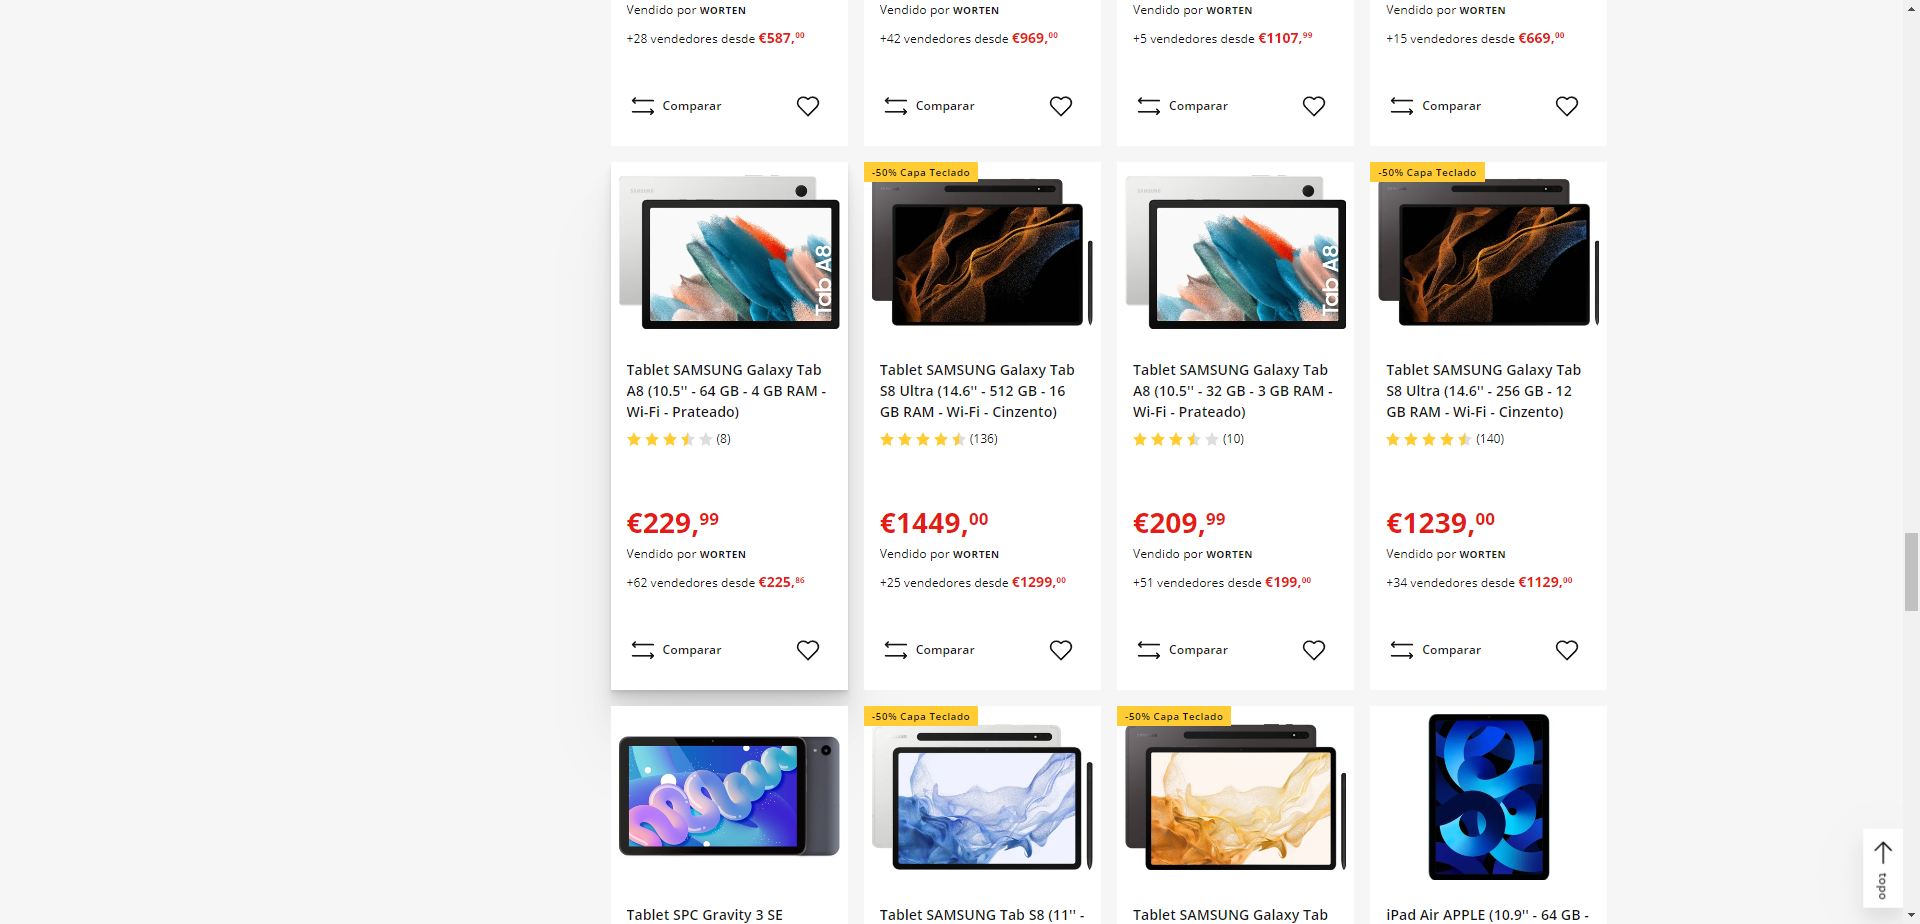 Vendido por WORTEN
+28 vendedores desde €587,00
Comparar
Vendido por WORTEN
+42 vendedores desde €969,00
Comparar
Vendido por WORTEN
+5 vendedores desde €1107,99
Comparar
Vendido por WORTEN
+15 vendedores desde €669,00
Comparar
SAMSUNG
Tab A8
Tablet SAMSUNG Galaxy Tab
A8 (10.5'' - 64 GB - 4 GB RAM -
Wi-Fi - Prateado)
(8)
€229,99
Vendido por WORTEN
+62 vendedores desde €225,86
Comparar
-50% Capa Teclado
Tablet SAMSUNG Galaxy Tab
S8 Ultra (14.6'' - 512 GB - 16
GB RAM - Wi-Fi - Cinzento)
(136)
€1449,00
Vendido por WORTEN
+25 vendedores desde €1299,00
Comparar
SAMSUNG
Tab A8
Tablet SAMSUNG Galaxy Tab
A8 (10.5'' - 32 GB - 3 GB RAM -
Wi-Fi - Prateado)
(10)
€209,99
Vendido por WORTEN
+51 vendedores desde €199,00
Comparar
-50% Capa Teclado
Tablet SAMSUNG Galaxy Tab
S8 Ultra (14.6'' - 256 GB - 12
GB RAM - Wi-Fi - Cinzento)
(140)
€1239,00
Vendido por WORTEN
+34 vendedores desde €1129,00
Comparar
Tablet SPC Gravity 3 SE
-50% Capa Teclado
Tablet SAMSUNG Tab S8 (11'' -
-50% Capa Teclado
Tablet SAMSUNG Galaxy Tab
iPad Air APPLE (10.9'' - 64 GB -
topo